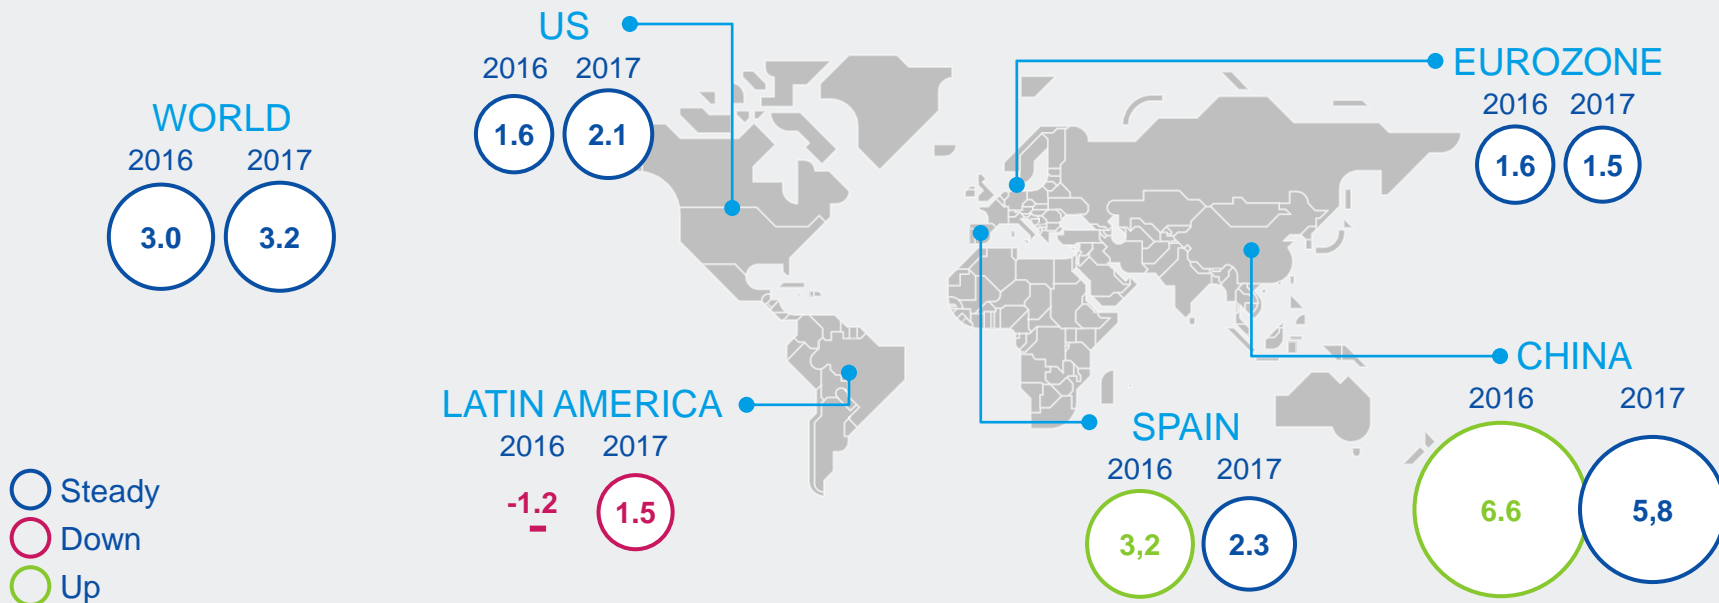 US
2016 2017
1.6 2.1
WORLD
2016 2017
3.0 3.2
EUROZONE
2016 2017
1.6 1.5
LATIN AMERICA
2016 2017
-1.2 1.5
SPAIN
2016 2017
3,2 2.3
CHINA
2016 2017
6.6 5,8
Steady
Down
Up